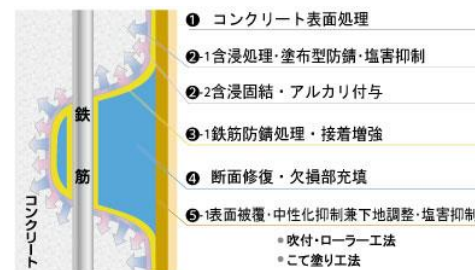 ❶ コンクリート表面処理
❷-1含浸処理・塗布型防錆・塩害抑制
❷-2含浸固結・アルカリ付与
❸-1鉄筋防錆処理・接着増強
❹ 断面修復・欠損部充填
❺-1表面被覆・中性化抑制兼下地調整・塩害抑制
●吹付・ローラー工法
●こて塗り工法
鉄筋
コンクリート